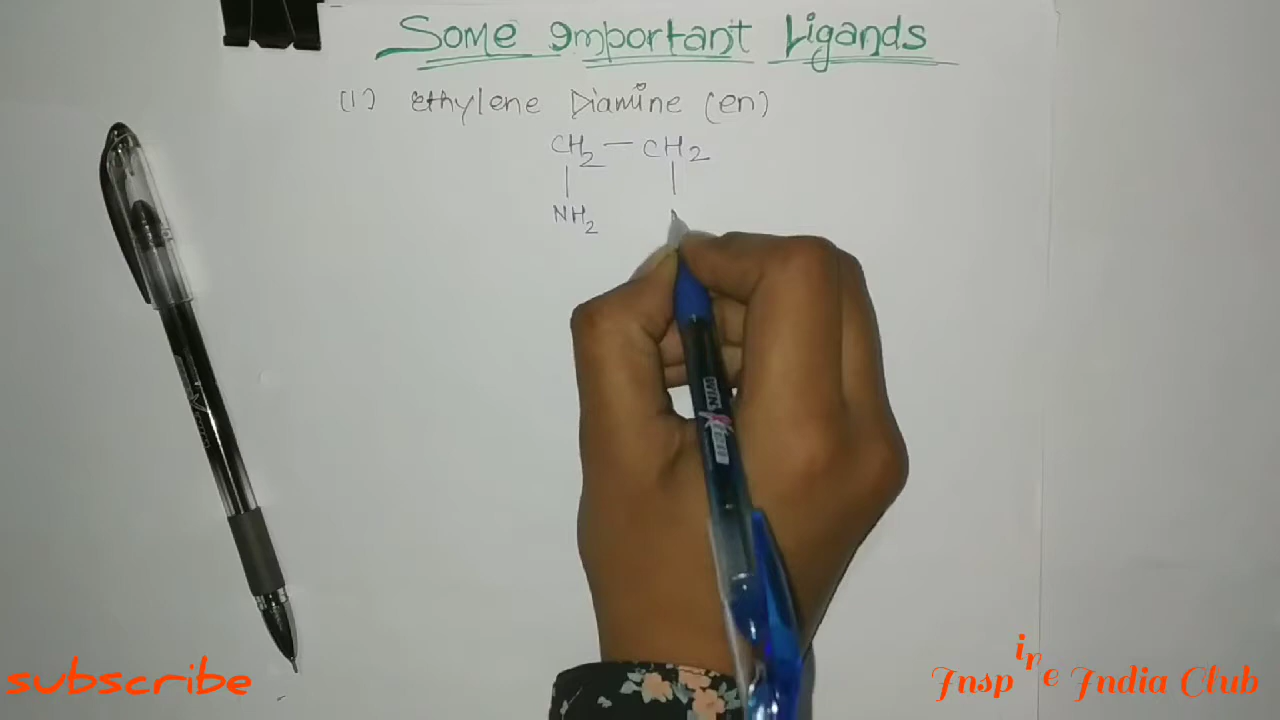 Some Important Ligands
(1) ethylene Diamine (en)
CH2 — CH2
NH2
subscribe
Inspire India Club